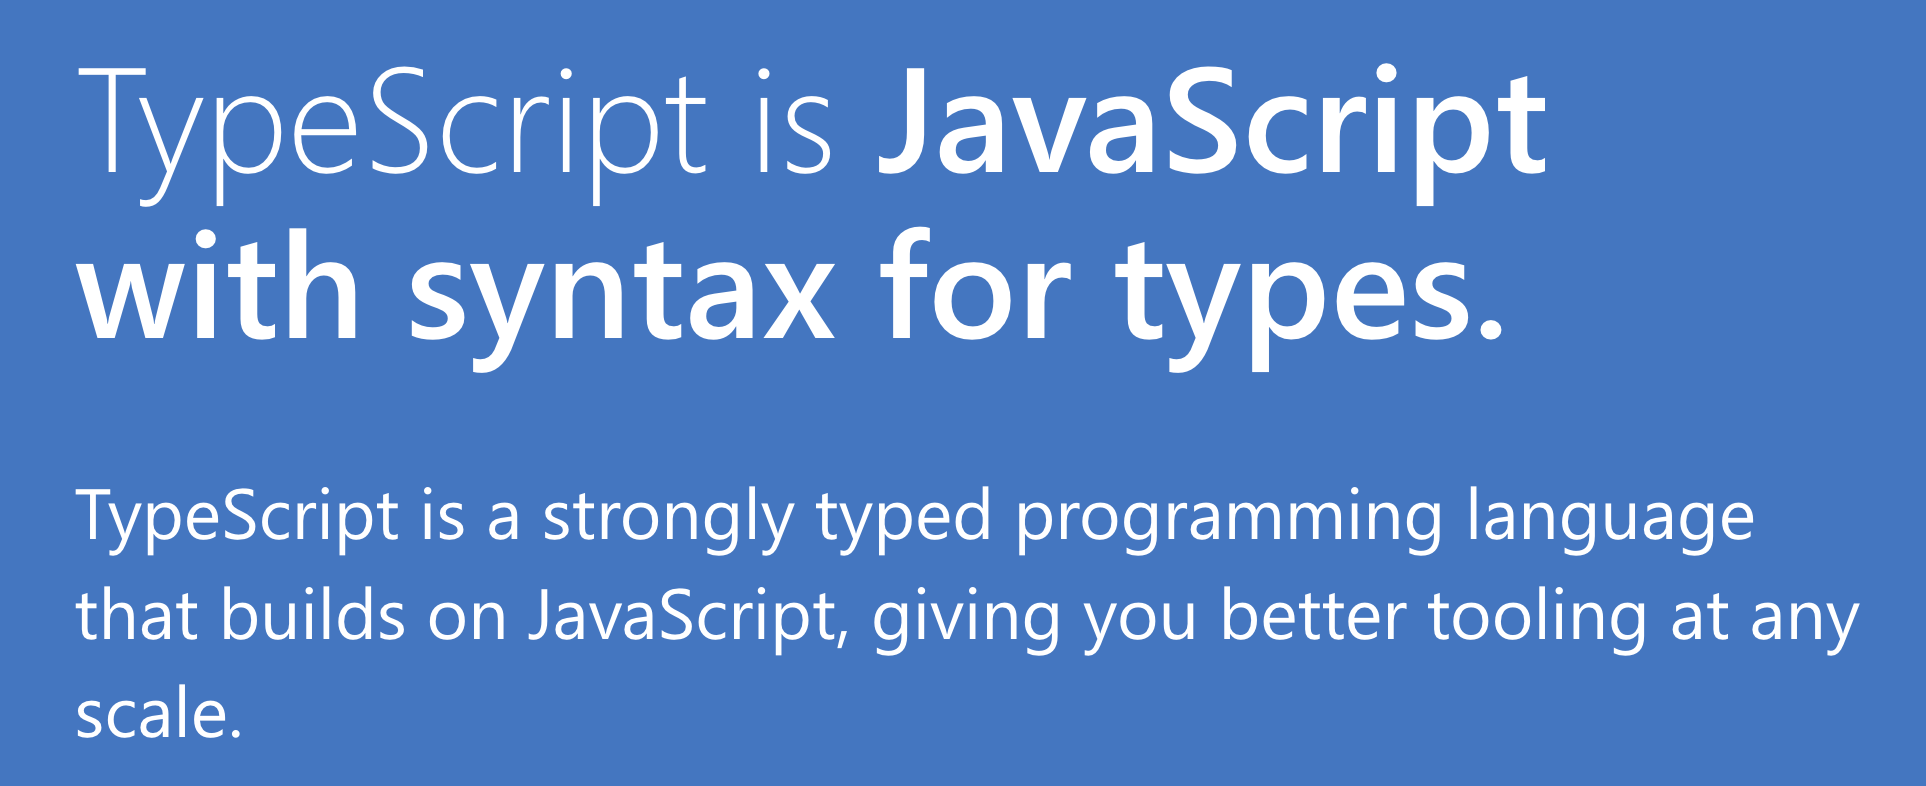 TypeScript is JavaScript
with syntax for types.
TypeScript is a strongly typed programming language
that builds on JavaScript, giving you better tooling at any
scale.